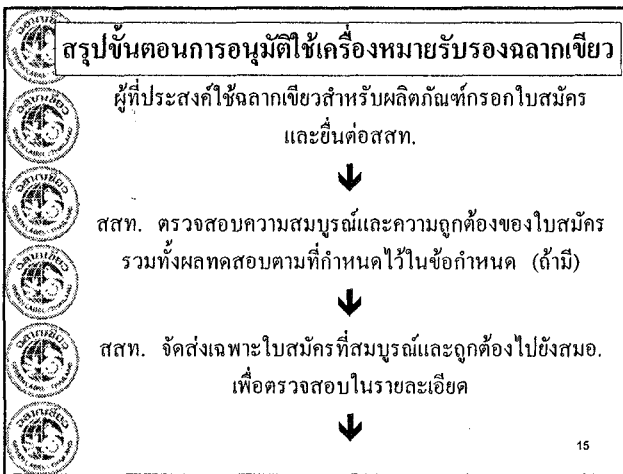 สรุปขั้นตอนการอนุมัติใช้เครื่องหมายรับรองฉลากเขียว
ผู้ที่ประสงค์ใช้ฉลากเขียวสำหรับผลิตภัณฑ์กรอกใบสมัคร
และยื่นต่อสสท.
สสท. ตรวจสอบความสมบูรณ์และความถูกต้องของใบสมัคร
รวมทั้งผลทดสอบตามที่กำหนดไว้ในข้อกำหนด (ถ้ามี)
สสท. จัดส่งเฉพาะใบสมัครที่สมบูรณ์และถูกต้องไปยังสมอ.
เพื่อตรวจสอบในรายละเอียด
15